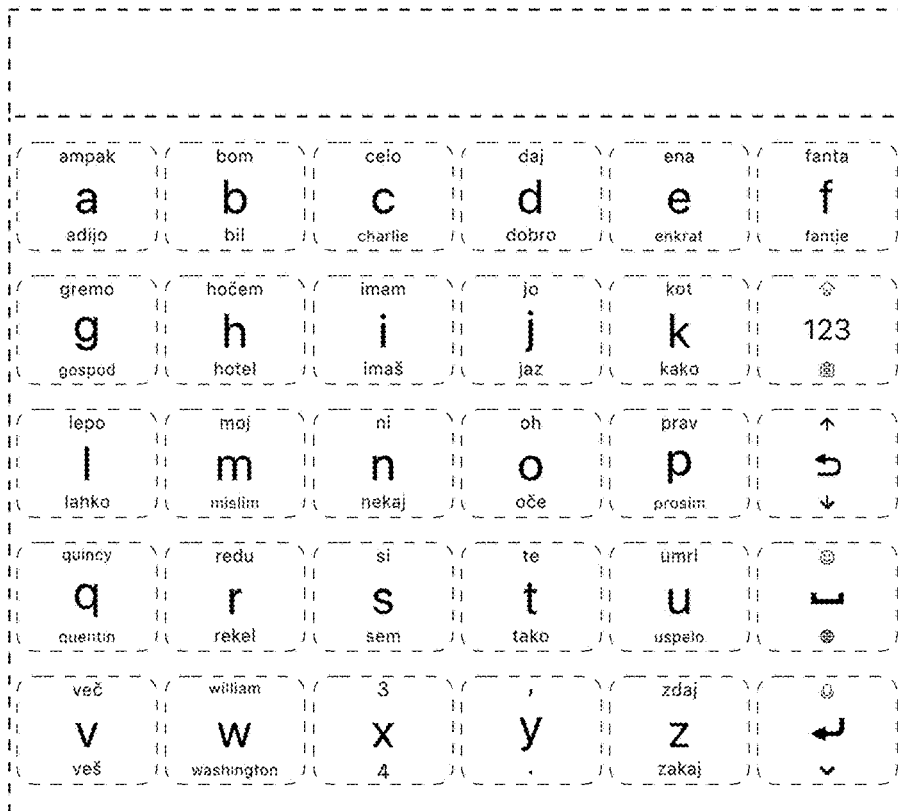 ampak bom celo daj ena fanta
a b c d e f
adijo bil charlie dobro enkrat fantje
gremo hočem imam jo kot
g h i j k 123
gospod hotel imaš jaz kako
lepo moj ni oh prav ↑
l m n o p
lahko mislim nekaj oče prosim ↓
quincy redu si te umrl
q r s t u
quentin rekel sem tako uspelo
več william 3 , zdaj
v w x y z
veš washington 4 . zakaj